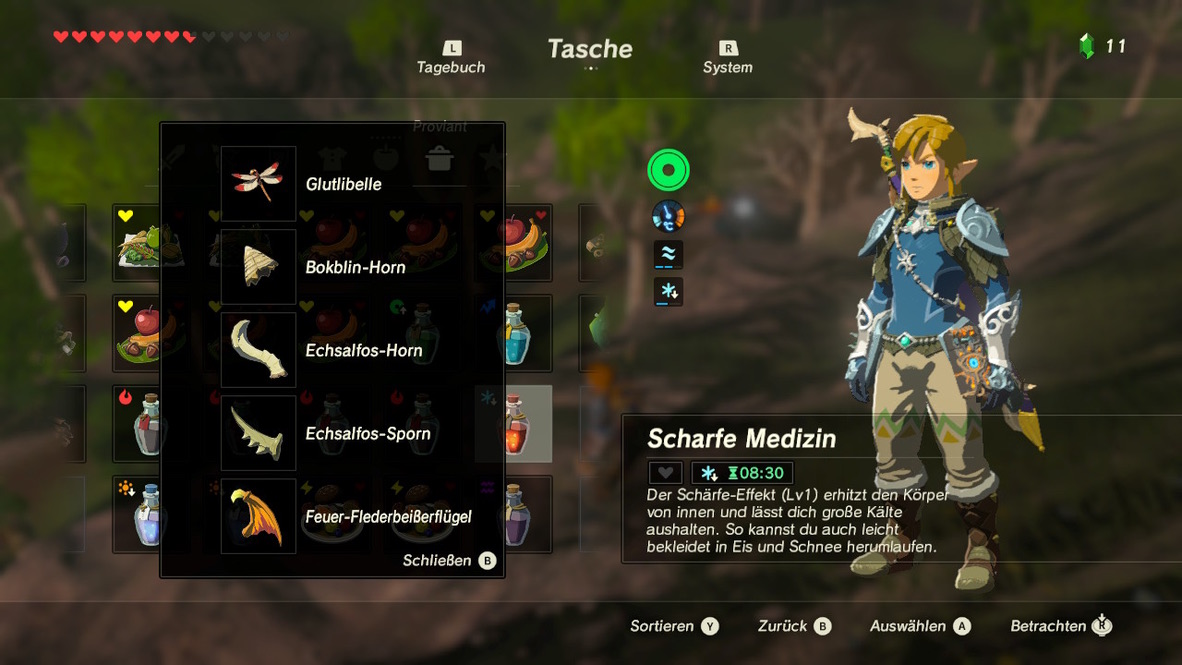 L
Tagebuch
Tasche
R
System
11
Proviant
Glutlibelle
Bokblin-Horn
Echsalfos-Horn
Echsalfos-Sporn
Feuer-Flederbeißerflügel
Schließen B
Scharfe Medizin
08:30
Der Schärfe-Effekt (Lv1) erhitzt den Körper
von innen und lässt dich große Kälte
aushalten. So kannst du auch leicht
bekleidet in Eis und Schnee herumlaufen.
Sortieren Y
Zurück B
Auswählen A
Betrachten R